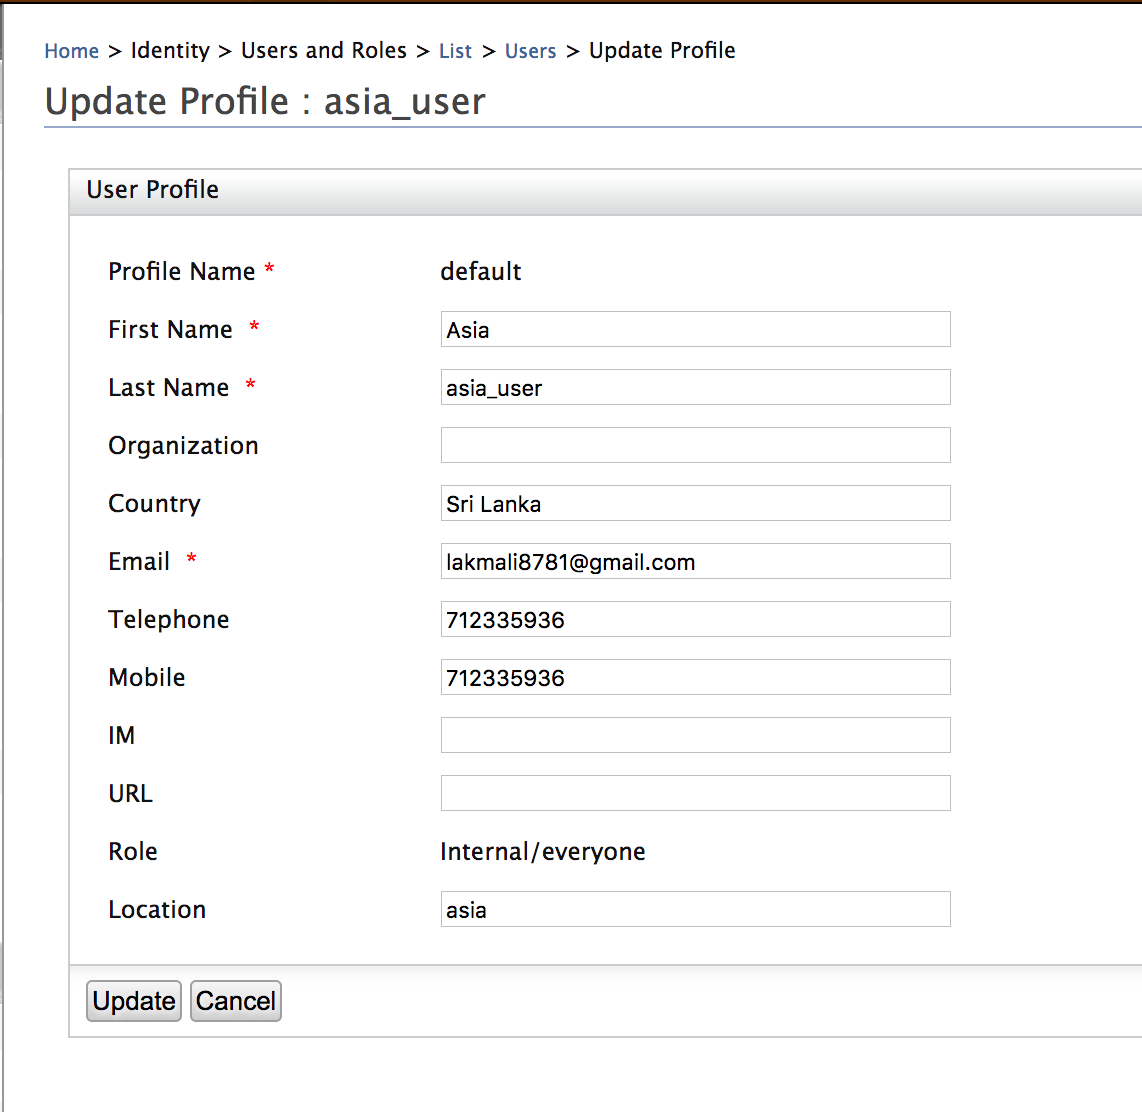 Home > Identity > Users and Roles > List > Users > Update Profile
Update Profile : asia_user
User Profile
Profile Name * default
First Name * Asia
Last Name * asia_user
Organization
Country Sri Lanka
Email * lakmali8781@gmail.com
Telephone 712335936
Mobile 712335936
IM
URL
Role Internal/everyone
Location asia
Update Cancel